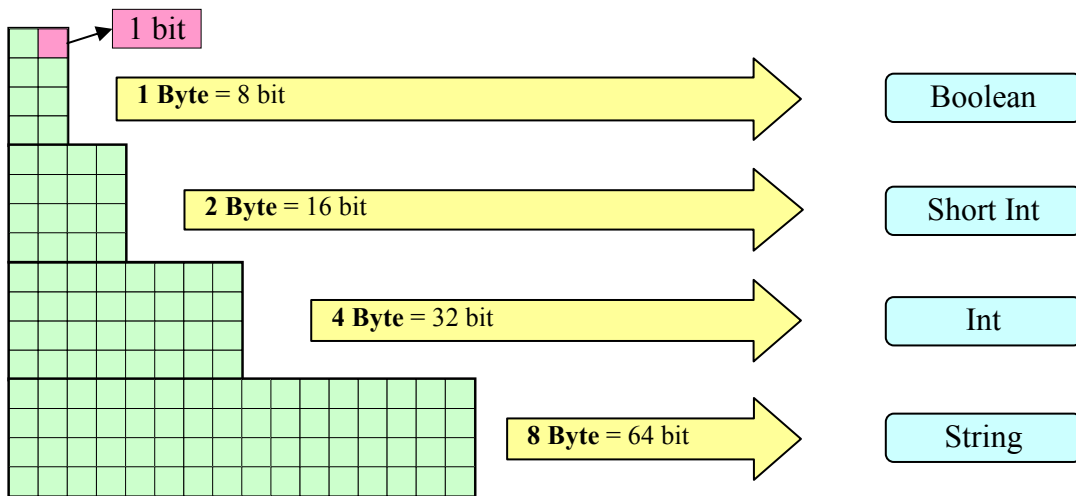 1 bit
1 Byte = 8 bit
Boolean
2 Byte = 16 bit
Short Int
4 Byte = 32 bit
Int
8 Byte = 64 bit
String